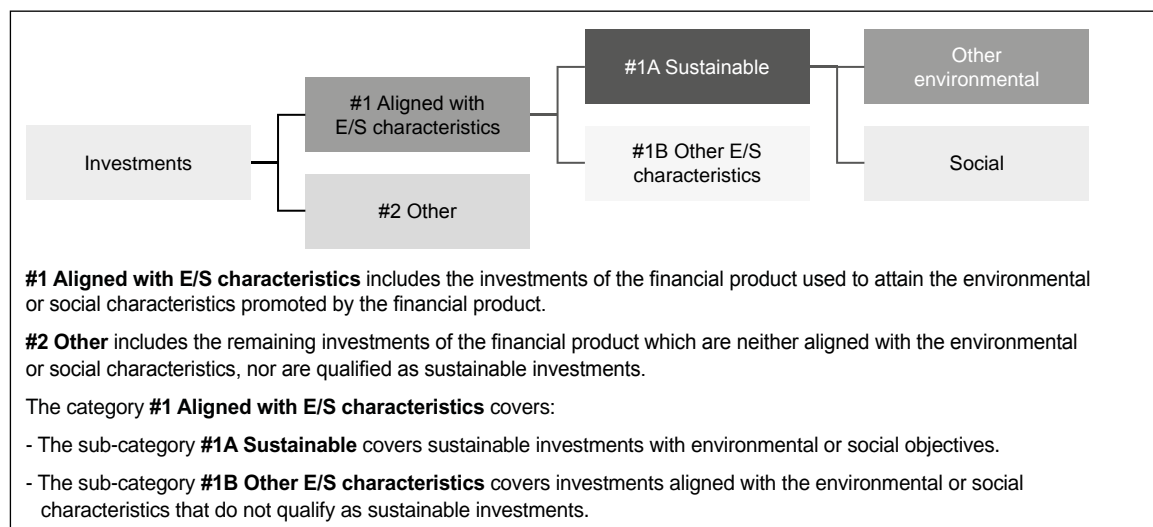 Investments
#1 Aligned with
E/S characteristics
#2 Other
#1A Sustainable
#1B Other E/S
characteristics
Other
environmental
Social
#1 Aligned with E/S characteristics includes the investments of the financial product used to attain the environmental
or social characteristics promoted by the financial product.
#2 Other includes the remaining investments of the financial product which are neither aligned with the environmental
or social characteristics, nor are qualified as sustainable investments.
The category #1 Aligned with E/S characteristics covers:
- The sub-category #1A Sustainable covers sustainable investments with environmental or social objectives.
- The sub-category #1B Other E/S characteristics covers investments aligned with the environmental or social
characteristics that do not qualify as sustainable investments.